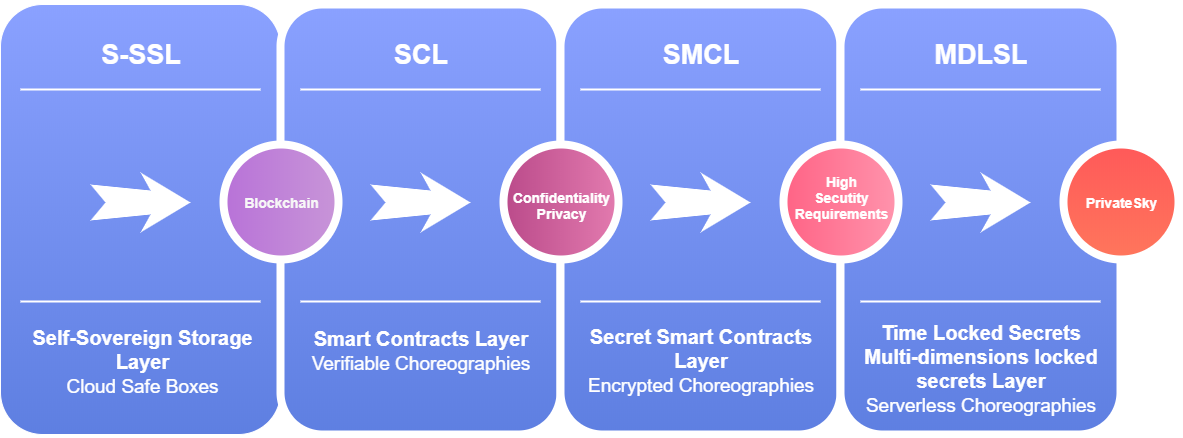 S-SSL
SCL
SMCL
MDLSL
Blockchain
Confidentiality
Privacy
High
Secutity
Requirements
PrivateSky
Self-Sovereign Storage
Layer
Cloud Safe Boxes
Smart Contracts Layer
Verifiable Choreographies
Secret Smart Contracts
Layer
Encrypted Choreographies
Time Locked Secrets
Multi-dimensions locked
secrets Layer
Serverless Choreographies